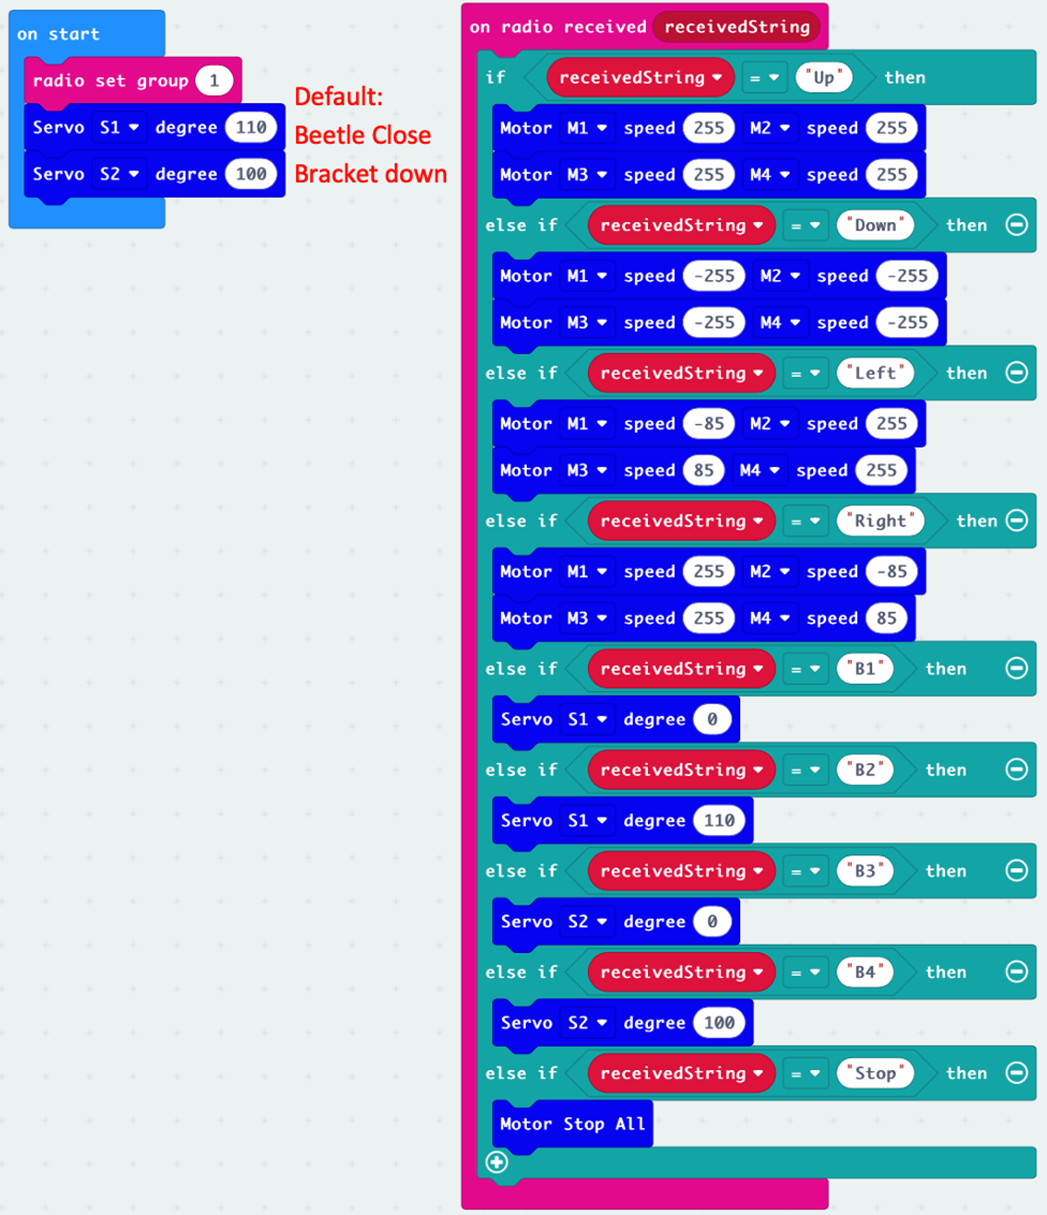 on start
radio set group 1
Servo S1 degree 110
Servo S2 degree 100
Default:
Beetle Close
Bracket down
on radio received receivedString
if receivedString = "Up" then
Motor M1 speed 255 M2 speed 255
Motor M3 speed 255 M4 speed 255
else if receivedString = "Down" then
Motor M1 speed -255 M2 speed -255
Motor M3 speed -255 M4 speed -255
else if receivedString = "Left" then
Motor M1 speed -85 M2 speed 255
Motor M3 speed 85 M4 speed 255
else if receivedString = "Right" then
Motor M1 speed 255 M2 speed -85
Motor M3 speed 255 M4 speed 85
else if receivedString = "B1" then
Servo S1 degree 0
else if receivedString = "B2" then
Servo S1 degree 110
else if receivedString = "B3" then
Servo S2 degree 0
else if receivedString = "B4" then
Servo S2 degree 100
else if receivedString = "Stop" then
Motor Stop All